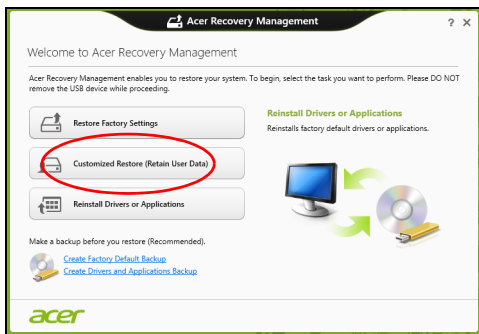 Acer Recovery Management
? X
Welcome to Acer Recovery Management
Acer Recovery Management enables you to restore your system. To begin, select the task you want to perform. Please DO NOT
remove the USB device while proceeding.
Restore Factory Settings
Customized Restore (Retain User Data)
Reinstall Drivers or Applications
Reinstall Drivers or Applications
Reinstalls factory default drivers or applications.
Make a backup before you restore (Recommended).
Create Factory Default Backup
Create Drivers and Applications Backup
acer